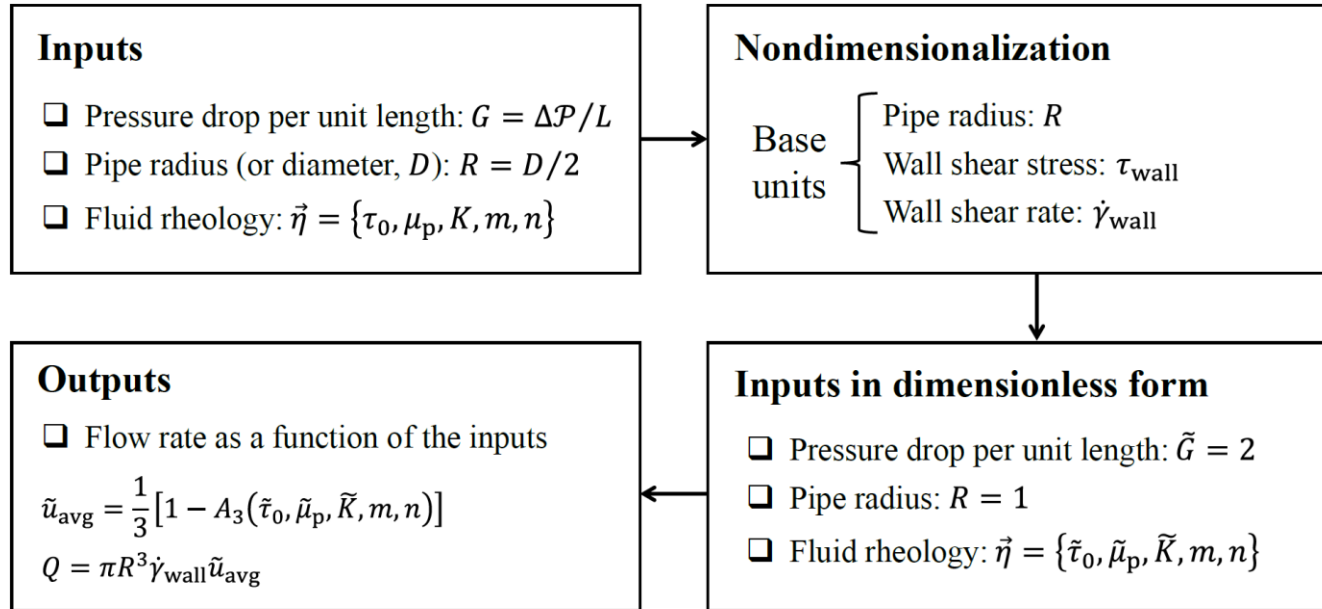 Inputs
❑ Pressure drop per unit length: G = Δ𝒫/L
❑ Pipe radius (or diameter, D): R = D/2
❑ Fluid rheology: η⃗ = {τ₀, μₚ, K, m, n}
Nondimensionalization
Base units
Pipe radius: R
Wall shear stress: τ_wall
Wall shear rate: γ̇_wall
Inputs in dimensionless form
❑ Pressure drop per unit length: G̃ = 2
❑ Pipe radius: R = 1
❑ Fluid rheology: η⃗ = {τ̃₀, μ̃ₚ, K̃, m, n}
Outputs
❑ Flow rate as a function of the inputs
ũ_avg = 1/3 [1 − A₃(τ̃₀, μ̃ₚ, K̃, m, n)]
Q = πR³γ̇_wall ũ_avg